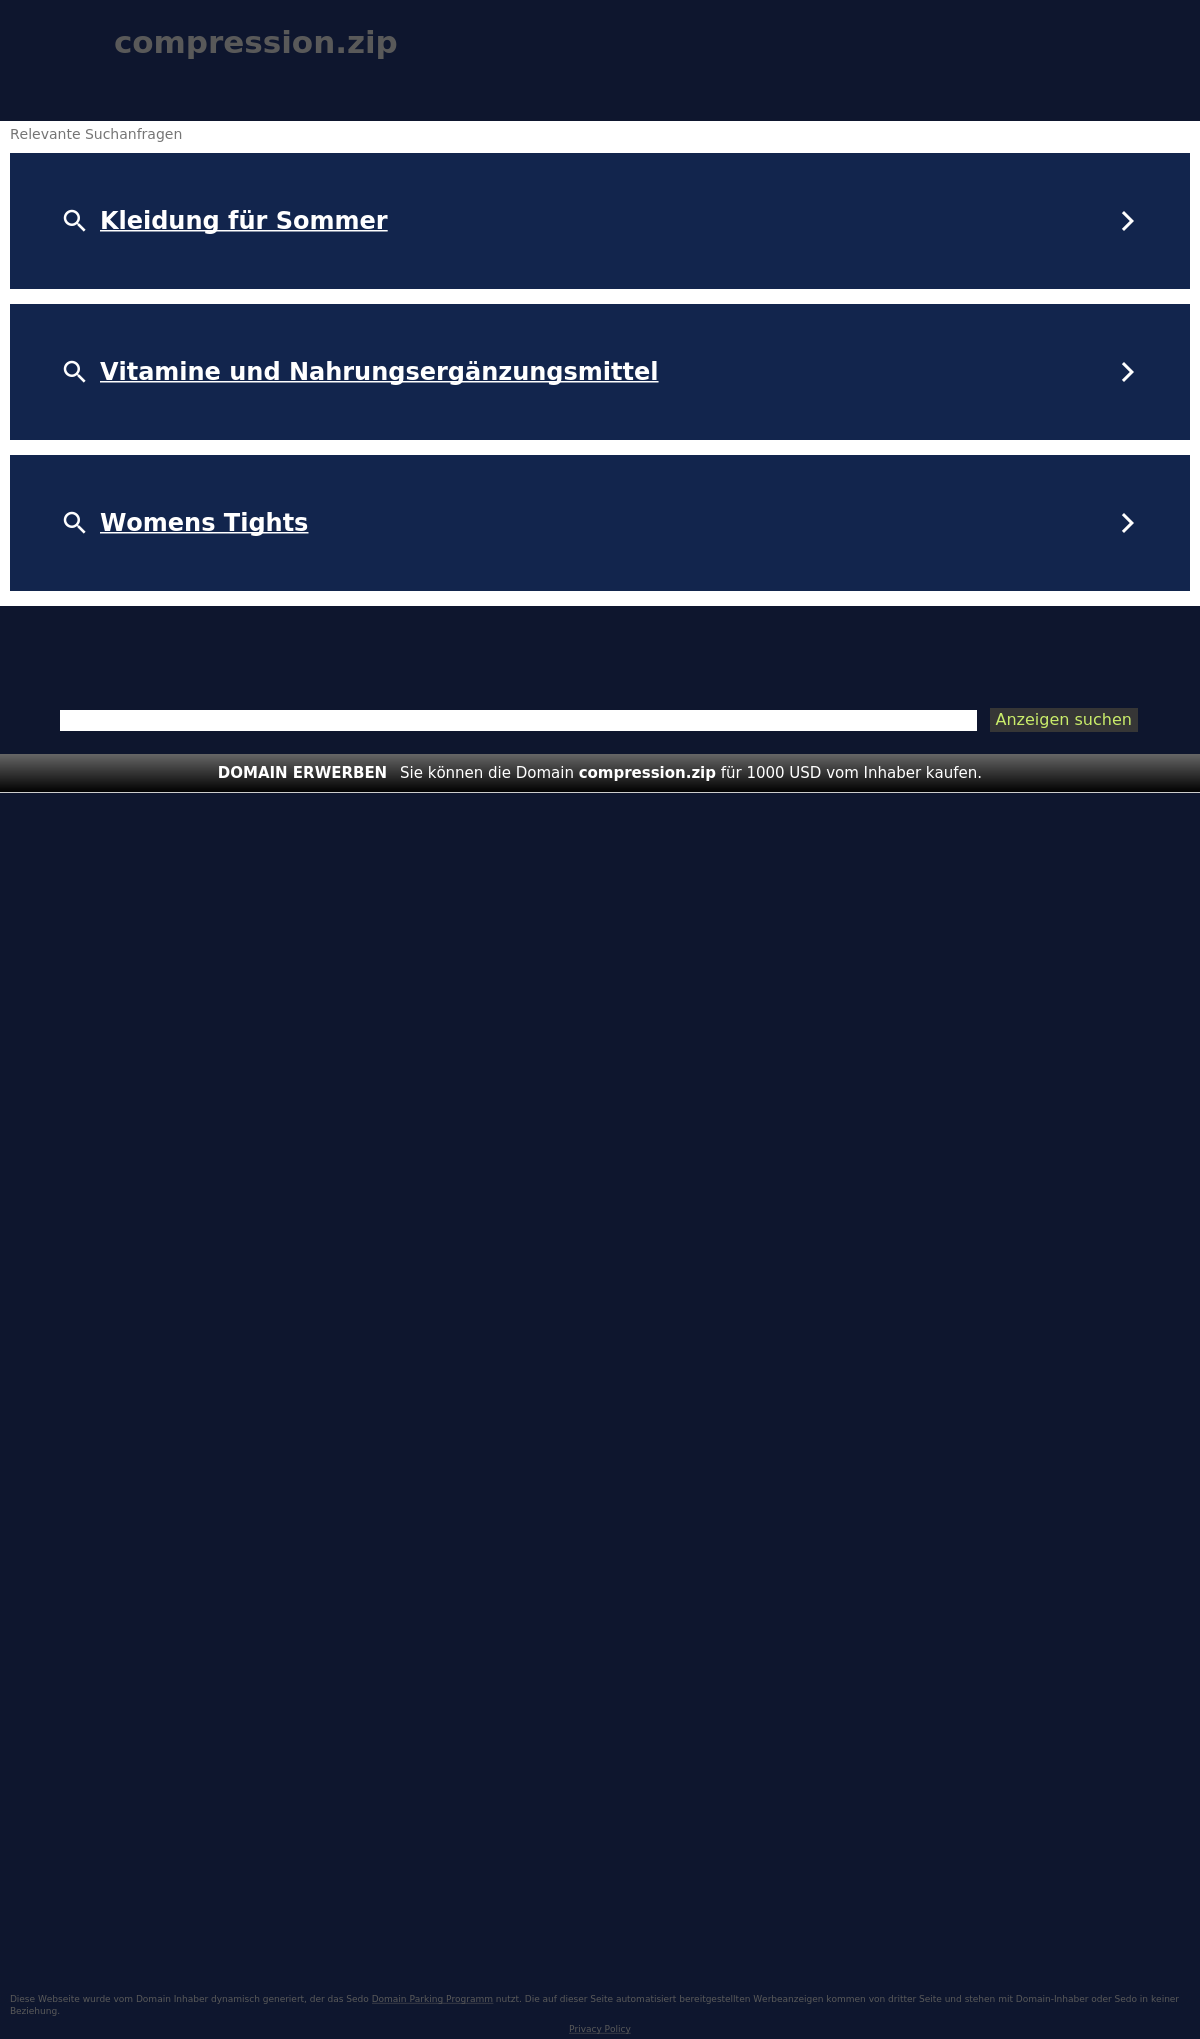 compression.zip
Relevante Suchanfragen
Kleidung für Sommer
Vitamine und Nahrungsergänzungsmittel
Womens Tights
Anzeigen suchen
DOMAIN ERWERBEN Sie können die Domain compression.zip für 1000 USD vom Inhaber kaufen.
Diese Webseite wurde vom Domain Inhaber dynamisch generiert, der das Sedo Domain Parking Programm nutzt. Die auf dieser Seite automatisiert bereitgestellten Werbeanzeigen kommen von dritter Seite und stehen mit Domain-Inhaber oder Sedo in keiner
Beziehung.
Privacy Policy